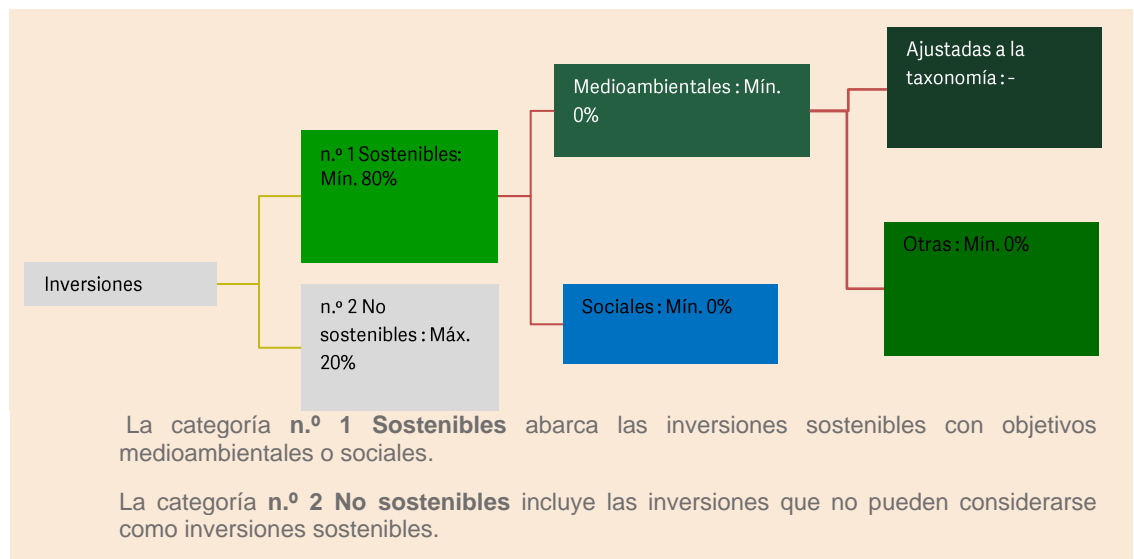 Inversiones
n.º 1 Sostenibles:
Mín. 80%
n.º 2 No
sostenibles : Máx.
20%
Medioambientales : Mín.
0%
Sociales : Mín. 0%
Ajustadas a la
taxonomía : -
Otras : Mín. 0%
La categoría n.º 1 Sostenibles abarca las inversiones sostenibles con objetivos
medioambientales o sociales.
La categoría n.º 2 No sostenibles incluye las inversiones que no pueden considerarse
como inversiones sostenibles.